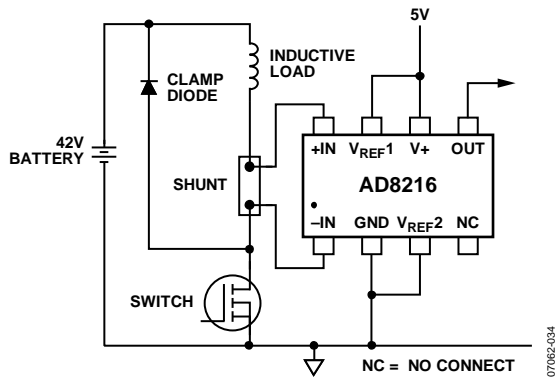 5V
INDUCTIVE
LOAD
CLAMP
DIODE
42V
BATTERY
+IN VREF1 V+ OUT
SHUNT
AD8216
–IN GND VREF2 NC
SWITCH
NC = NO CONNECT
07062-034